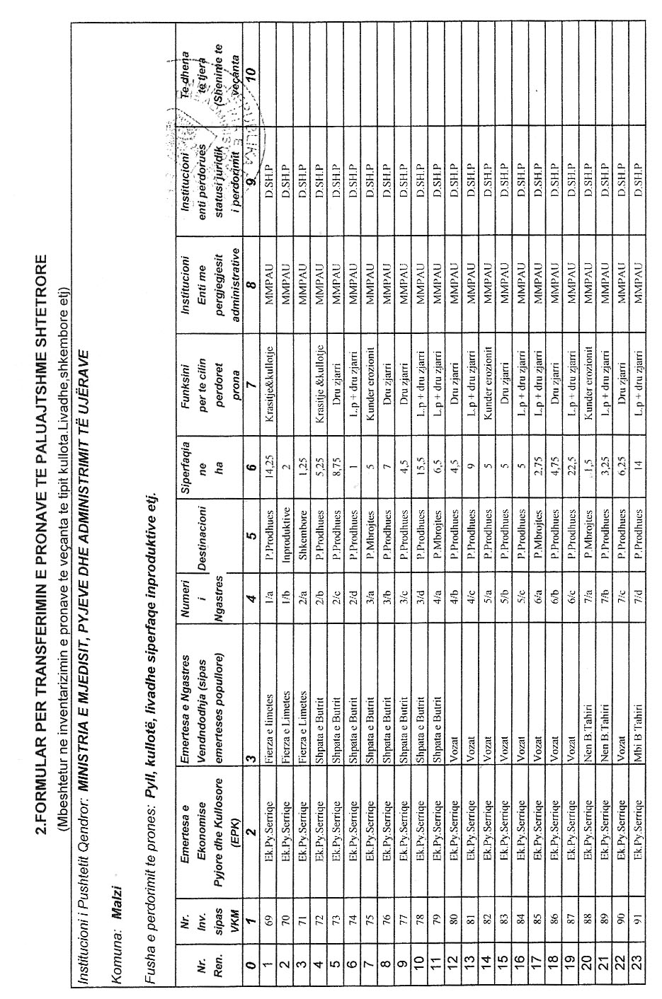 2.FORMULAR PER TRANSFERIMIN E PRONAVE TE PALUAJTSHME SHTETRORE
(Mbeshtetur ne inventarizimin e pronave te veçanta te tipit kullota.Livadhe,shkembore etj)
Institucioni i Pushtetit Qendror: MINISTRIA E MJEDISIT, PYJEVE DHE ADMINISTRIMIT TË UJËRAVE
Komuna: Malzi
Fusha e perdorimit te prones: Pyll, kullotë, livadhe siperfaqe inproduktive etj.
Nr. Ren. | Nr. Inv. sipas VKM | Emertesa e Ekonomise Pyjore dhe Kullosore (EPK) | Emertesa e Ngastres Vendndodhja (sipas emerteses popullore) | Numeri i Ngastres | Destinacioni | Siperfaqia ne ha | Funksini per te cilin perdoret prona | Institucioni Enti me pergjegjesit administrative | Institucioni enti perdorues statusi juridik i perdorimit | Te dhena te tjera (Shenime te veçanta
0 | 1 | 2 | 3 | 4 | 5 | 6 | 7 | 8 | 9 | 10
1 | 69 | Ek.Py.Serriqe | Fierza e limetes | 1/a | P.Prodhues | 14,25 | Krasitje&kullotje | MMPAU | D.SH.P
2 | 70 | Ek.Py.Serriqe | Fierza e Limetes | 1/b | Inproduktive | 2 | MMPAU | D.SH.P
3 | 71 | Ek.Py.Serriqe | Fierza e Limetes | 2/a | Shkembore | 1,25 | MMPAU | D.SH.P
4 | 72 | Ek.Py.Serriqe | Shpata e Butrit | 2/b | P.Prodhues | 5,25 | Krasitje &kullotje | MMPAU | D.SH.P
5 | 73 | Ek.Py.Serriqe | Shpata e Butrit | 2/c | P.Prodhues | 8,75 | Dru zjarri | MMPAU | D.SH.P
6 | 74 | Ek.Py.Serriqe | Shpata e Butrit | 2/d | P.Prodhues | 1 | L.p + dru zjarri | MMPAU | D.SH.P
7 | 75 | Ek.Py.Serriqe | Shpata e Butrit | 3/a | P.Mbrojtes | 5 | Kunder erozionit | MMPAU | D.SH.P
8 | 76 | Ek.Py.Serriqe | Shpata e Butrit | 3/b | P.Prodhues | 7 | Dru zjarri | MMPAU | D.SH.P
9 | 77 | Ek.Py.Serriqe | Shpata e Butrit | 3/c | P.Prodhues | 4,5 | Dru zjarri | MMPAU | D.SH.P
10 | 78 | Ek.Py.Serriqe | Shpata e Butrit | 3/d | P.Prodhues | 15,5 | L.p + dru zjarri | MMPAU | D.SH.P
11 | 79 | Ek.Py.Serriqe | Shpata e Butrit | 4/a | P.Mbrojtes | 6,5 | L.p + dru zjarri | MMPAU | D.SH.P
12 | 80 | Ek.Py.Serriqe | Vozat | 4/b | P.Prodhues | 4,5 | Dru zjarri | MMPAU | D.SH.P
13 | 81 | Ek.Py.Serriqe | Vozat | 4/c | P.Prodhues | 9 | L.p + dru zjarri | MMPAU | D.SH.P
14 | 82 | Ek.Py.Serriqe | Vozat | 5/a | P.Prodhues | 5 | Kunder erozionit | MMPAU | D.SH.P
15 | 83 | Ek.Py.Serriqe | Vozat | 5/b | P.Prodhues | 5 | Dru zjarri | MMPAU | D.SH.P
16 | 84 | Ek.Py.Serriqe | Vozat | 5/c | P.Prodhues | 5 | L.p + dru zjarri | MMPAU | D.SH.P
17 | 85 | Ek.Py.Serriqe | Vozat | 6/a | P.Mbrojtes | 2,75 | L.p + dru zjarri | MMPAU | D.SH.P
18 | 86 | Ek.Py.Serriqe | Vozat | 6/b | P.Prodhues | 4,75 | Dru zjarri | MMPAU | D.SH.P
19 | 87 | Ek.Py.Serriqe | Vozat | 6/c | P.Prodhues | 22,5 | L.p + dru zjarri | MMPAU | D.SH.P
20 | 88 | Ek.Py.Serriqe | Nen B.Tahiri | 7/a | P.Mbrojtes | 1,5 | Kunder erozionit | MMPAU | D.SH.P
21 | 89 | Ek.Py.Serriqe | Nen B.Tahiri | 7/b | P.Prodhues | 3,25 | L.p + dru zjarri | MMPAU | D.SH.P
22 | 90 | Ek.Py.Serriqe | Vozat | 7/c | P.Prodhues | 6,25 | Dru zjarri | MMPAU | D.SH.P
23 | 91 | Ek.Py.Serriqe | Mbi B Tahiri | 7/d | P.Prodhues | 14 | L.p + dru zjarri | MMPAU | D.SH.P